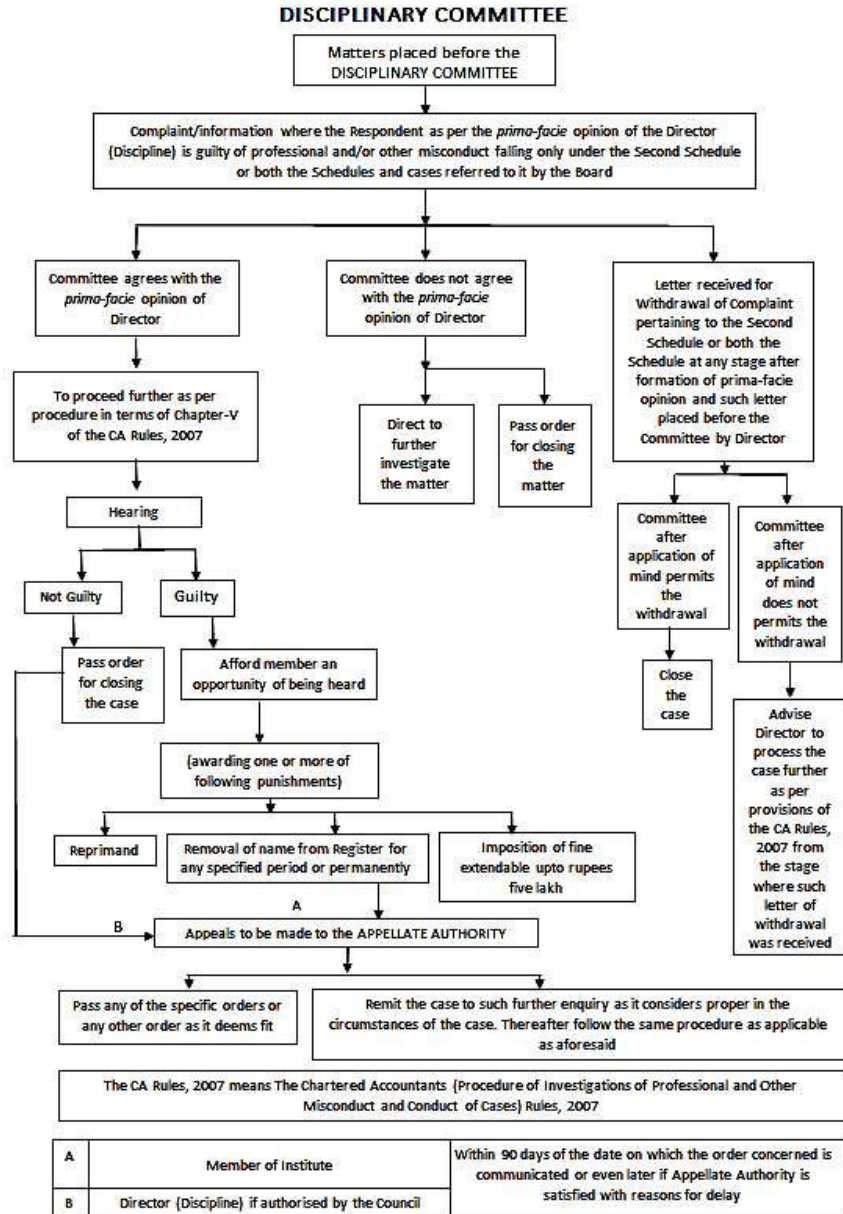 DISCIPLINARY COMMITTEE
Matters placed before the
DISCIPLINARY COMMITTEE
Complaint/information where the Respondent as per the prima-facie opinion of the Director
(Discipline) is guilty of professional and/or other misconduct falling only under the Second Schedule
or both the Schedules and cases referred to it by the Board
Committee agrees with the
prima-facie opinion of
Director
Committee does not agree
with the prima-facie
opinion of Director
Letter received for
Withdrawal of Complaint
pertaining to the Second
Schedule or both the
Schedule at any stage after
formation of prima-facie
opinion and such letter
placed before the
Committee by Director
To proceed further as per
procedure in terms of Chapter-V
of the CA Rules, 2007
Direct to
further
investigate
the matter
Pass order
for closing
the
matter
Hearing
Committee
after
application of
mind permits
the
withdrawal
Committee
after
application
of mind
does not
permits the
withdrawal
Not Guilty
Guilty
Pass order
for closing
the case
Afford member an
opportunity of being heard
Close
the
case
Advise
Director to
process the
case further
as per
provisions of
the CA Rules,
2007 from
the stage
where such
letter of
withdrawal
was received
(awarding one or more of
following punishments)
Reprimand
Removal of name from Register for
any specified period or permanently
Imposition of fine
extendable upto rupees
five lakh
A
B
Appeals to be made to the APPELLATE AUTHORITY
Pass any of the specific orders or
any other order as it deems fit
Remit the case to such further enquiry as it considers proper in the
circumstances of the case. Thereafter follow the same procedure as applicable
as aforesaid
The CA Rules, 2007 means The Chartered Accountants (Procedure of Investigations of Professional and Other
Misconduct and Conduct of Cases) Rules, 2007
A
Member of Institute
Within 90 days of the date on which the order concerned is
communicated or even later if Appellate Authority is
satisfied with reasons for delay
B
Director (Discipline) if authorised by the Council